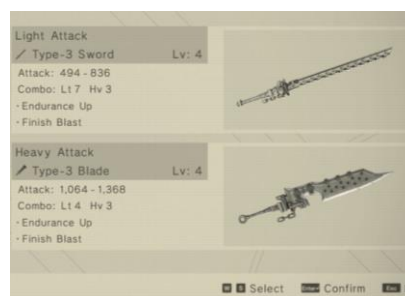 Light Attack
Type-3 Sword Lv: 4
Attack: 494 - 836
Combo: Lt 7 Hv 3
·Endurance Up
·Finish Blast
Heavy Attack
Type-3 Blade Lv: 4
Attack: 1,064 - 1,368
Combo: Lt 4 Hv 3
·Endurance Up
·Finish Blast
W S Select Enter Confirm Esc